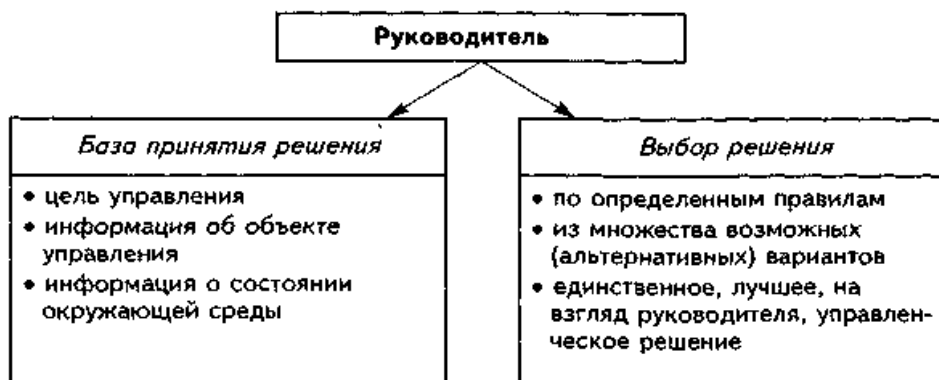 Руководитель
База принятия решения
• цель управления
• информация об объекте
управления
• информация о состоянии
окружающей среды
Выбор решения
• по определенным правилам
• из множества возможных
(альтернативных) вариантов
• единственное, лучшее, на
взгляд руководителя, управлен-
ческое решение